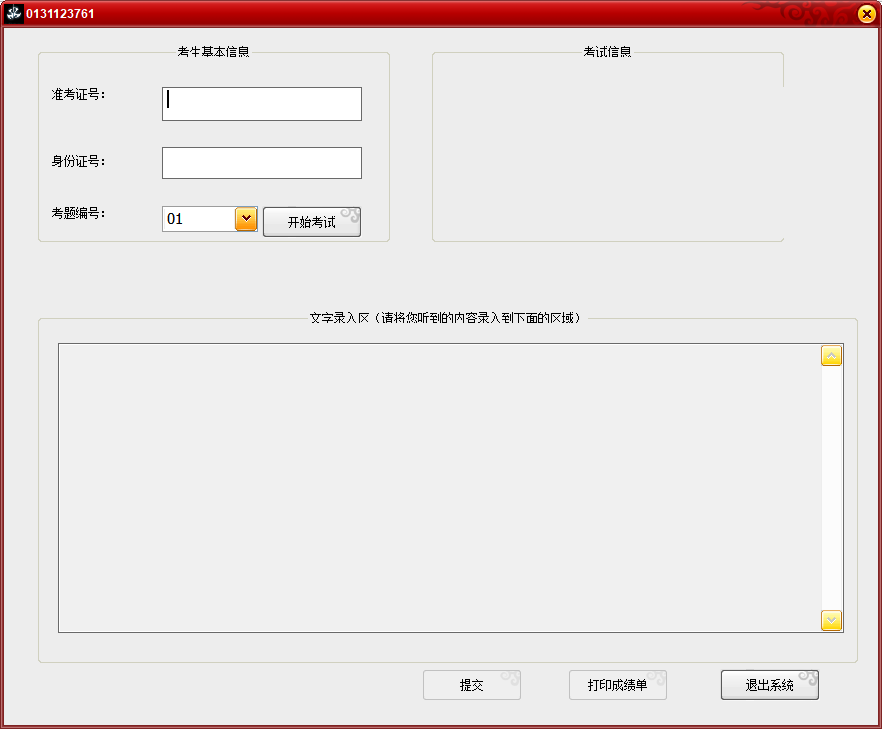 0131123761
考生基本信息
考试信息
准考证号：
身份证号：
考题编号：
01
开始考试
文字录入区（请将您听到的内容录入到下面的区域）
提交
打印成绩单
退出系统